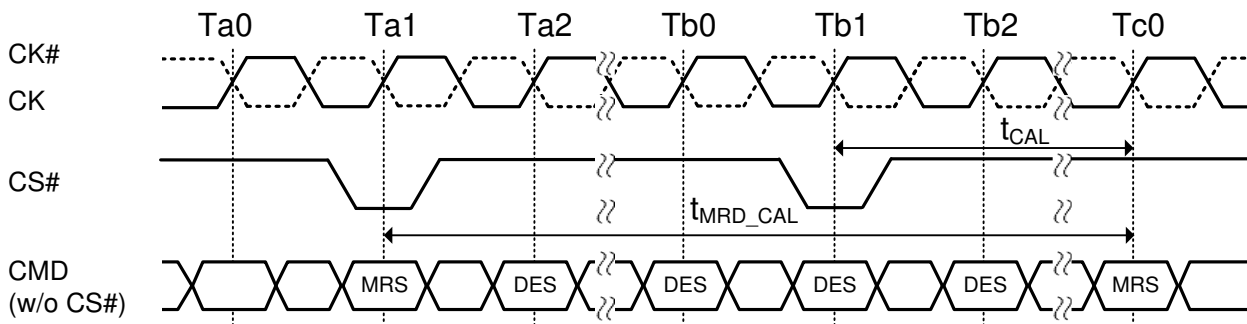 Ta0 Ta1 Ta2 Tb0 Tb1 Tb2 Tc0
CK#
CK
tCAL
CS#
tMRD_CAL
CMD MRS DES DES DES DES MRS
(w/o CS#)